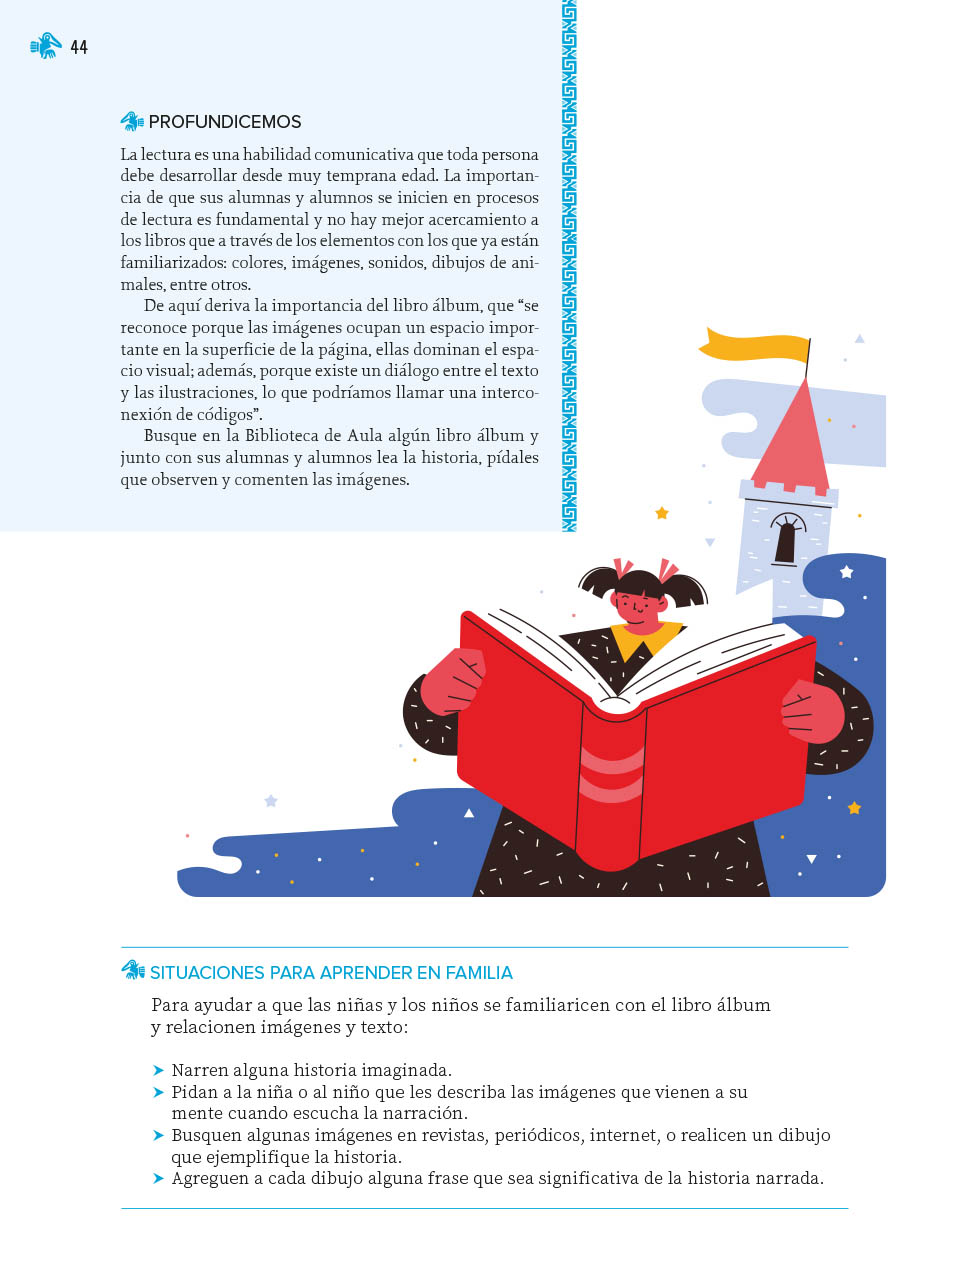 44
PROFUNDICEMOS
La lectura es una habilidad comunicativa que toda persona
debe desarrollar desde muy temprana edad. La importan-
cia de que sus alumnas y alumnos se inicien en procesos
de lectura es fundamental y no hay mejor acercamiento a
los libros que a través de los elementos con los que ya están
familiarizados: colores, imágenes, sonidos, dibujos de ani-
males, entre otros.
De aquí deriva la importancia del libro álbum, que “se
reconoce porque las imágenes ocupan un espacio impor-
tante en la superficie de la página, ellas dominan el espa-
cio visual; además, porque existe un diálogo entre el texto
y las ilustraciones, lo que podríamos llamar una interco-
nexión de códigos”.
Busque en la Biblioteca de Aula algún libro álbum y
junto con sus alumnas y alumnos lea la historia, pídales
que observen y comenten las imágenes.
SITUACIONES PARA APRENDER EN FAMILIA
Para ayudar a que las niñas y los niños se familiaricen con el libro álbum
y relacionen imágenes y texto:
➤ Narren alguna historia imaginada.
➤ Pidan a la niña o al niño que les describa las imágenes que vienen a su
mente cuando escucha la narración.
➤ Busquen algunas imágenes en revistas, periódicos, internet, o realicen un dibujo
que ejemplifique la historia.
➤ Agreguen a cada dibujo alguna frase que sea significativa de la historia narrada.